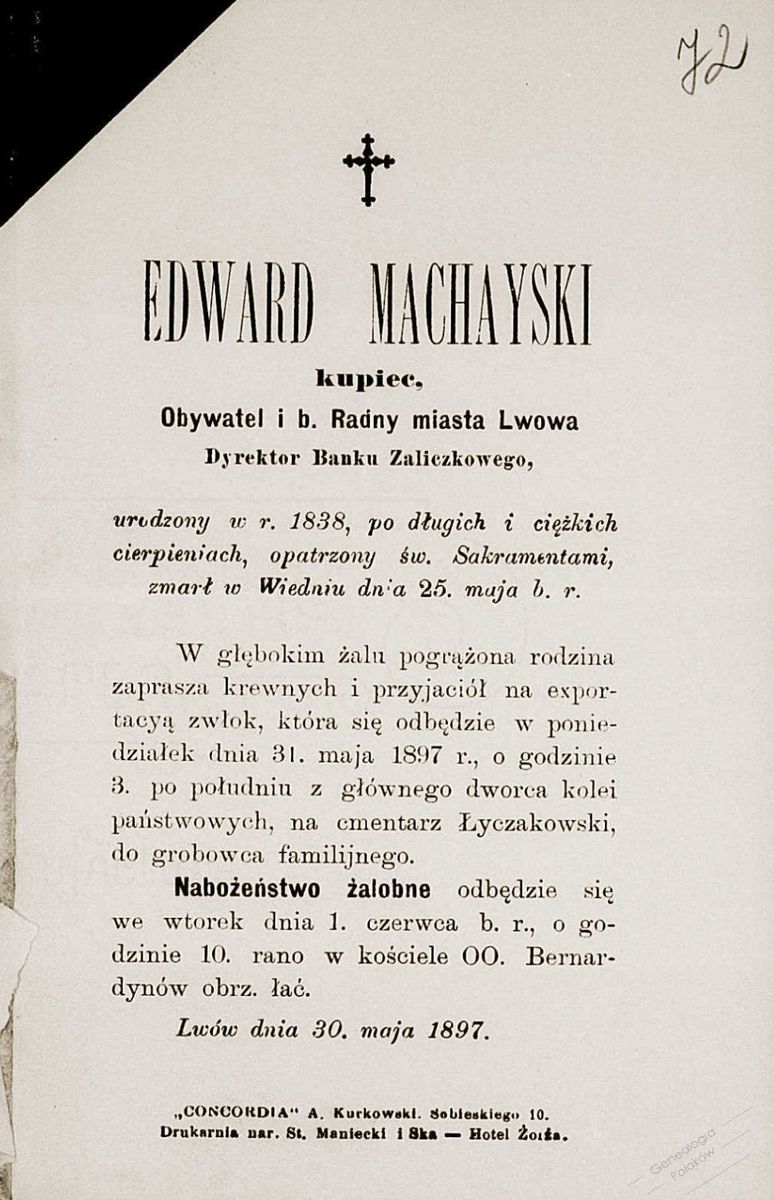 72
EDWARD MACHAYSKI
kupiec,
Obywatel i b. Radny miasta Lwowa
Dyrektor Banku Zaliczkowego,
urodzony w r. 1838, po długich i ciężkich
cierpieniach, opatrzony św. Sakramentami,
zmarł w Wiedniu dnia 25. maja b. r.
W głębokim żalu pogrążona rodzina
zaprasza krewnych i przyjaciół na expor-
tacyą zwłok, która się odbędzie w ponie-
działek dnia 31. maja 1897 r., o godzinie
3. po południu z głównego dworca kolei
państwowych, na cmentarz Łyczakowski,
do grobowca familijnego.
Nabożeństwo żalobne odbędzie się
we wtorek dnia 1. czerwca b. r., o go-
dzinie 10. rano w kościele OO. Bernar-
dynów obrz. łać.
Lwów dnia 30. maja 1897.
„CONCORDIA" A. Kurkowski. Sobieskiego 10.
Drukarnia nar. St. Maniecki i Ska — Hotel Żorża.
Genealogia
Polaków